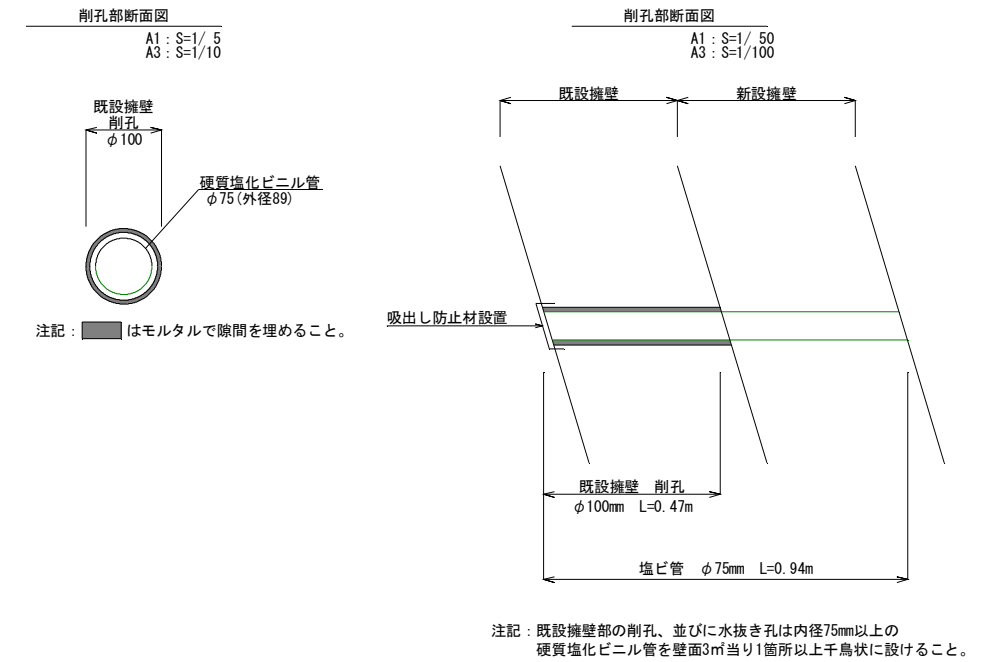 削孔部断面図
A1：S=1/ 5
A3：S=1/10
既設擁壁
削孔
φ100
硬質塩化ビニル管
φ75(外径89)
注記：はモルタルで隙間を埋めること。
削孔部断面図
A1：S=1/ 50
A3：S=1/100
既設擁壁
新設擁壁
吸出し防止材設置
既設擁壁　削孔
φ100mm　L=0.47m
塩ビ管　φ75mm　L=0.94m
注記：既設擁壁部の削孔、並びに水抜き孔は内径75mm以上の
硬質塩化ビニル管を壁面3㎡当り1箇所以上千鳥状に設けること。